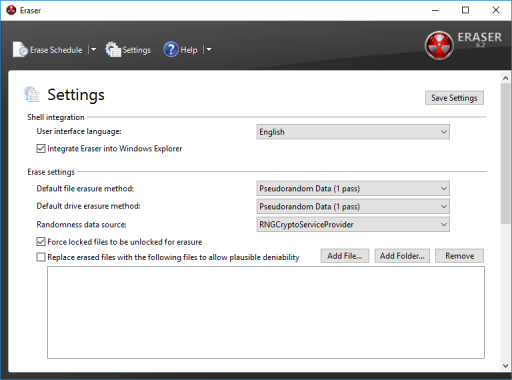 Eraser
Erase Schedule
Settings
Help
ERASER
6.2
Settings
Save Settings
Shell integration
User interface language:
English
Integrate Eraser into Windows Explorer
Erase settings
Default file erasure method:
Pseudorandom Data (1 pass)
Default drive erasure method:
Pseudorandom Data (1 pass)
Randomness data source:
RNGCryptoServiceProvider
Force locked files to be unlocked for erasure
Replace erased files with the following files to allow plausible deniability
Add File...
Add Folder...
Remove